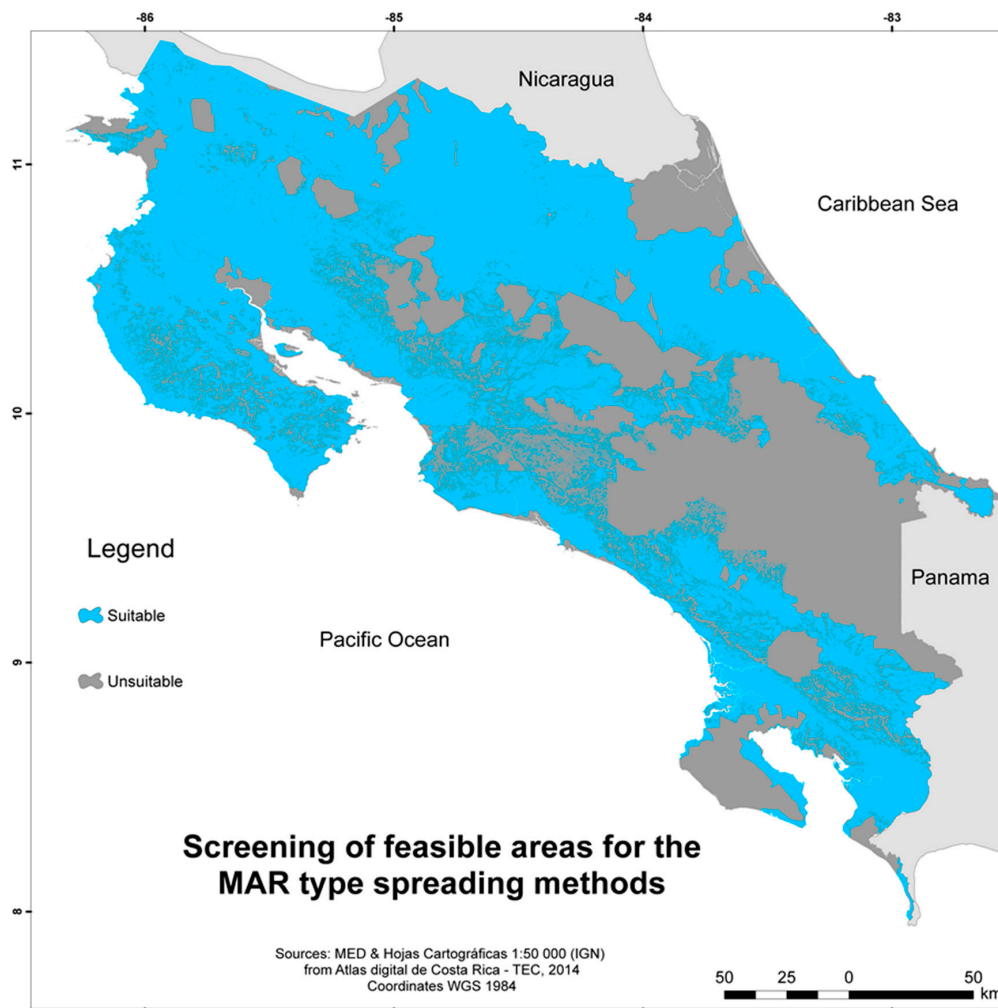 -86 -85 -84 -83
Nicaragua
11
Caribbean Sea
10
Legend
Panama
Suitable
Pacific Ocean
9
Unsuitable
Screening of feasible areas for the
MAR type spreading methods
8
Sources: MED & Hojas Cartográficas 1:50 000 (IGN)
from Atlas digital de Costa Rica - TEC, 2014
Coordinates WGS 1984
50 25 0 50
km